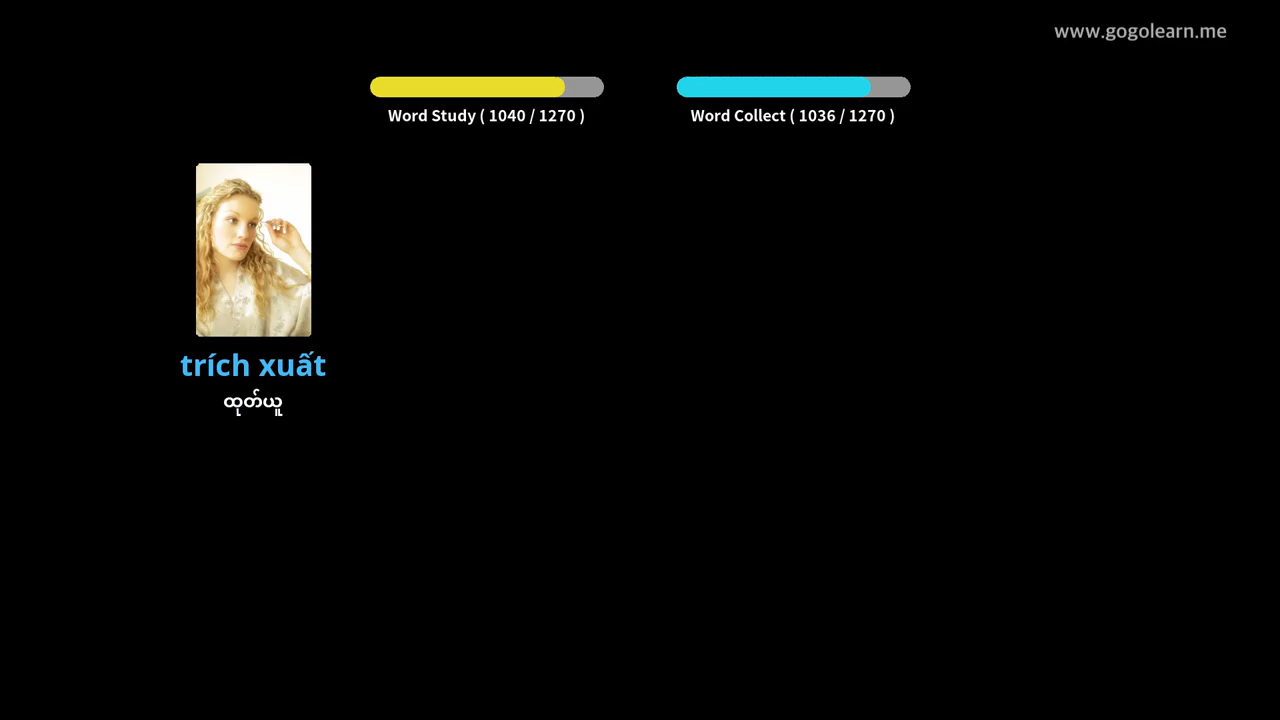 www.gogolearn.me
Word Study ( 1040 / 1270 )
Word Collect ( 1036 / 1270 )
trích xuất
ထုတ်ယူ